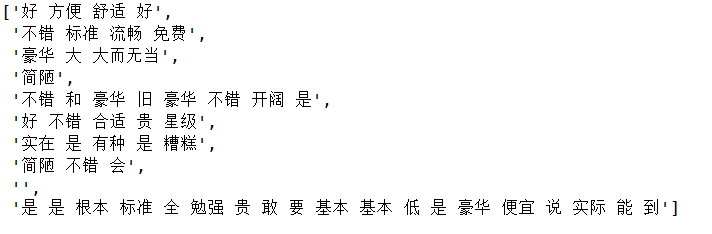 ['好 方便 舒适 好',
'不错 标准 流畅 免费',
'豪华 大 大而无当',
'简陋',
'不错 和 豪华 旧 豪华 不错 开阔 是',
'好 不错 合适 贵 星级',
'实在 是 有种 是 糟糕',
'简陋 不错 会',
'',
'是 是 根本 标准 全 勉强 贵 敢 要 基本 基本 低 是 豪华 便宜 说 实际 能 到']